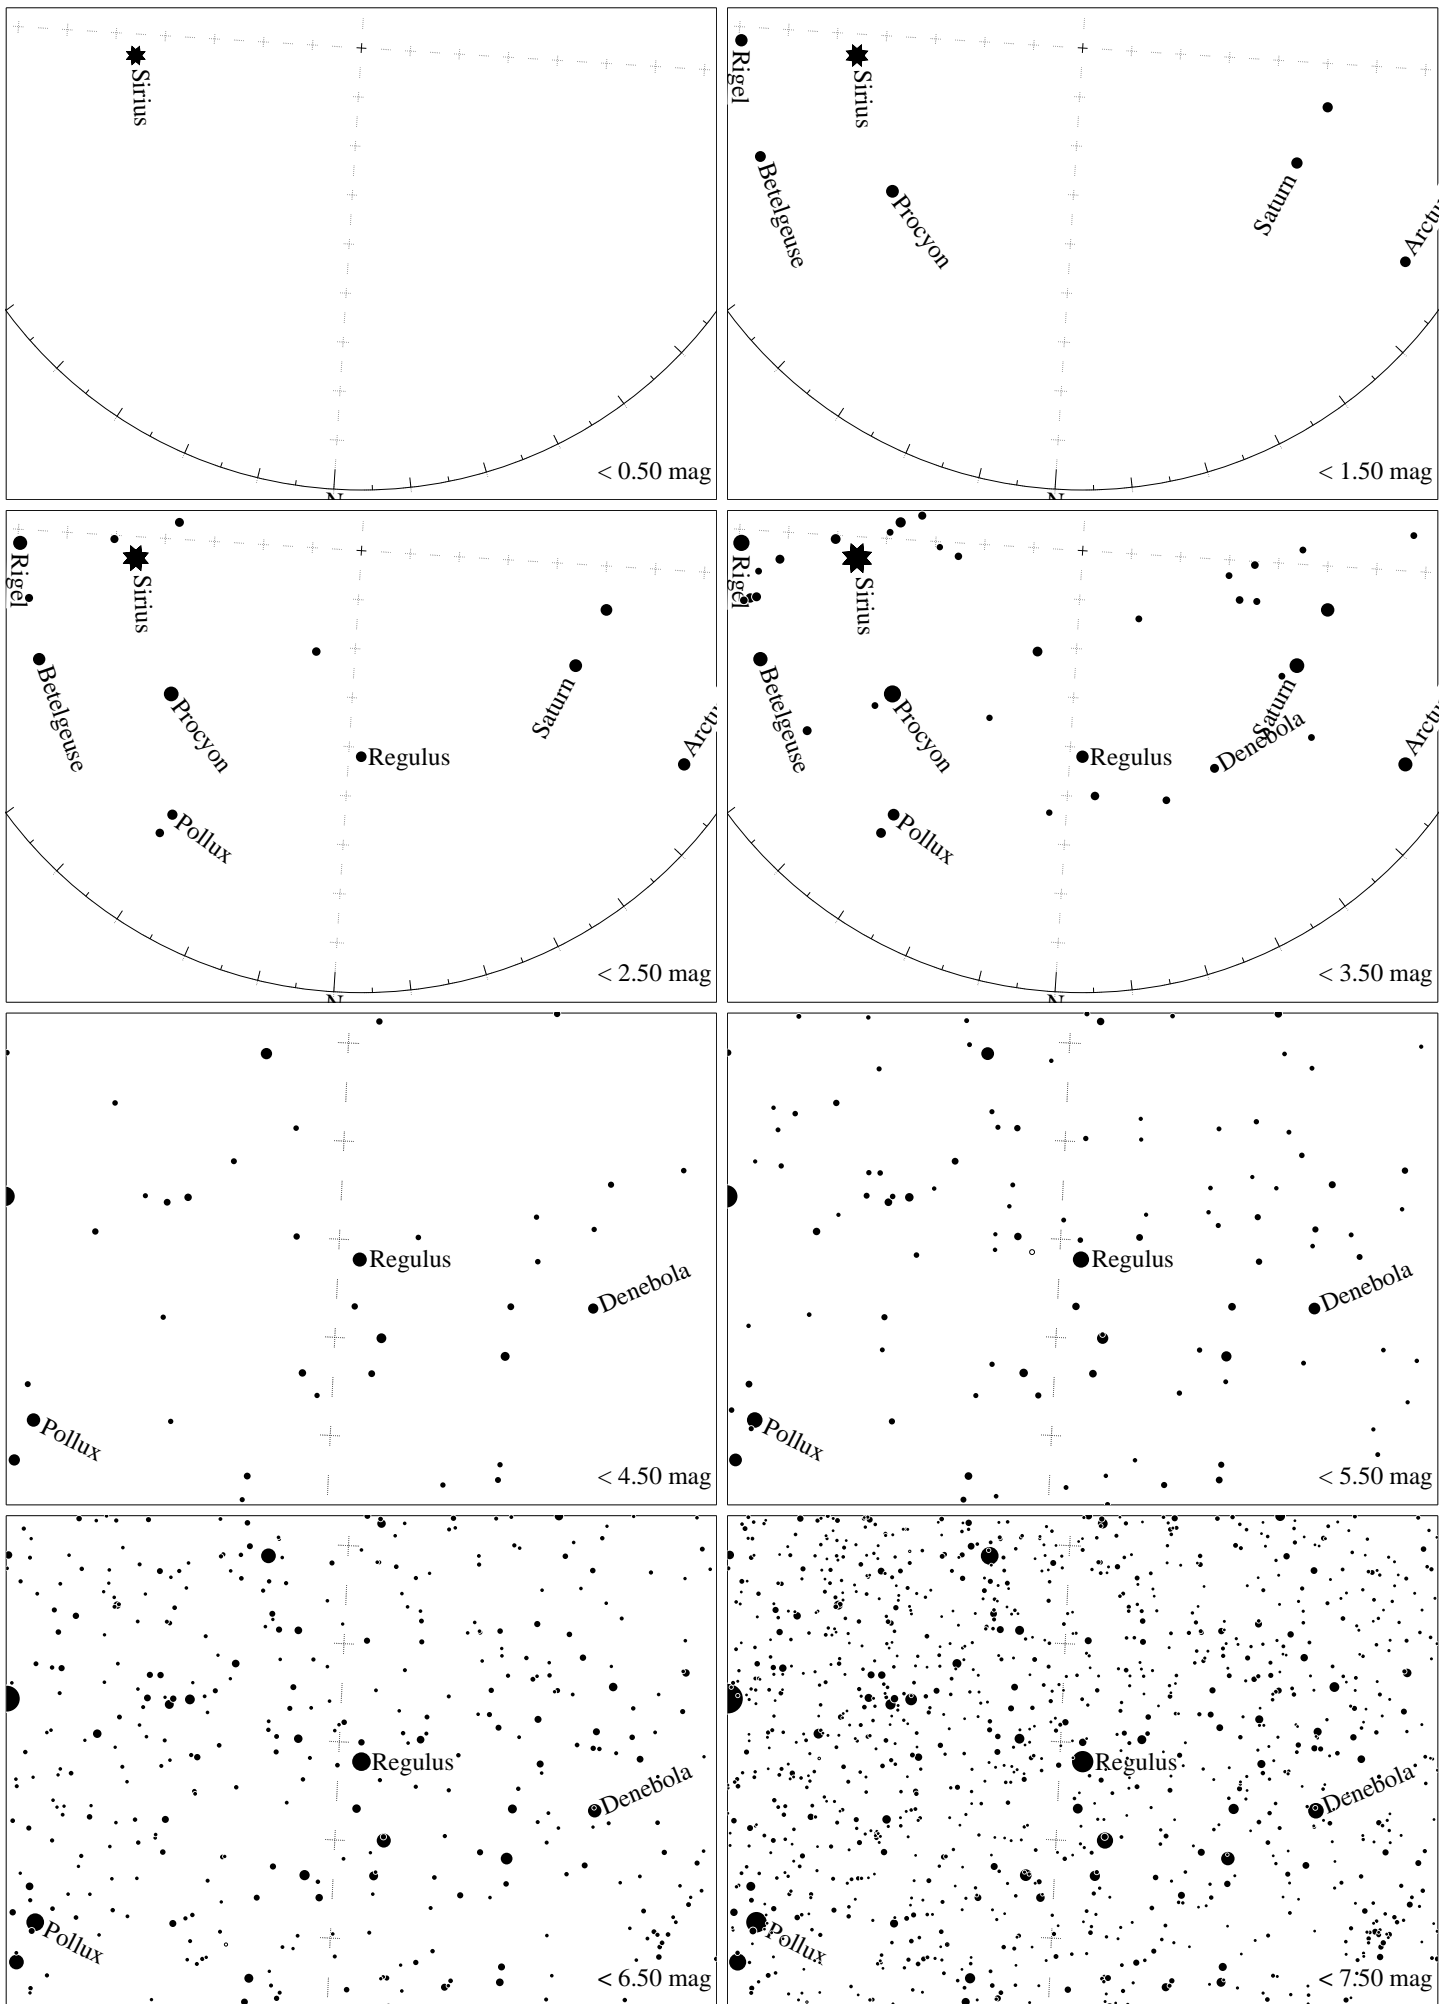 Sirius
N
< 0.50 mag
Rigel
Sirius
Betelgeuse
Procyon
Saturn
Arctu
N
< 1.50 mag
Rigel
Sirius
Betelgeuse
Procyon
Saturn
Arctu
Regulus
Pollux
N
< 2.50 mag
Rigel
Sirius
Betelgeuse
Procyon
Saturn
Denebola
Arctu
Regulus
Pollux
N
< 3.50 mag
Regulus
Denebola
Pollux
< 4.50 mag
Regulus
Denebola
Pollux
< 5.50 mag
Regulus
Denebola
Pollux
< 6.50 mag
Regulus
Denebola
Pollux
< 7.50 mag